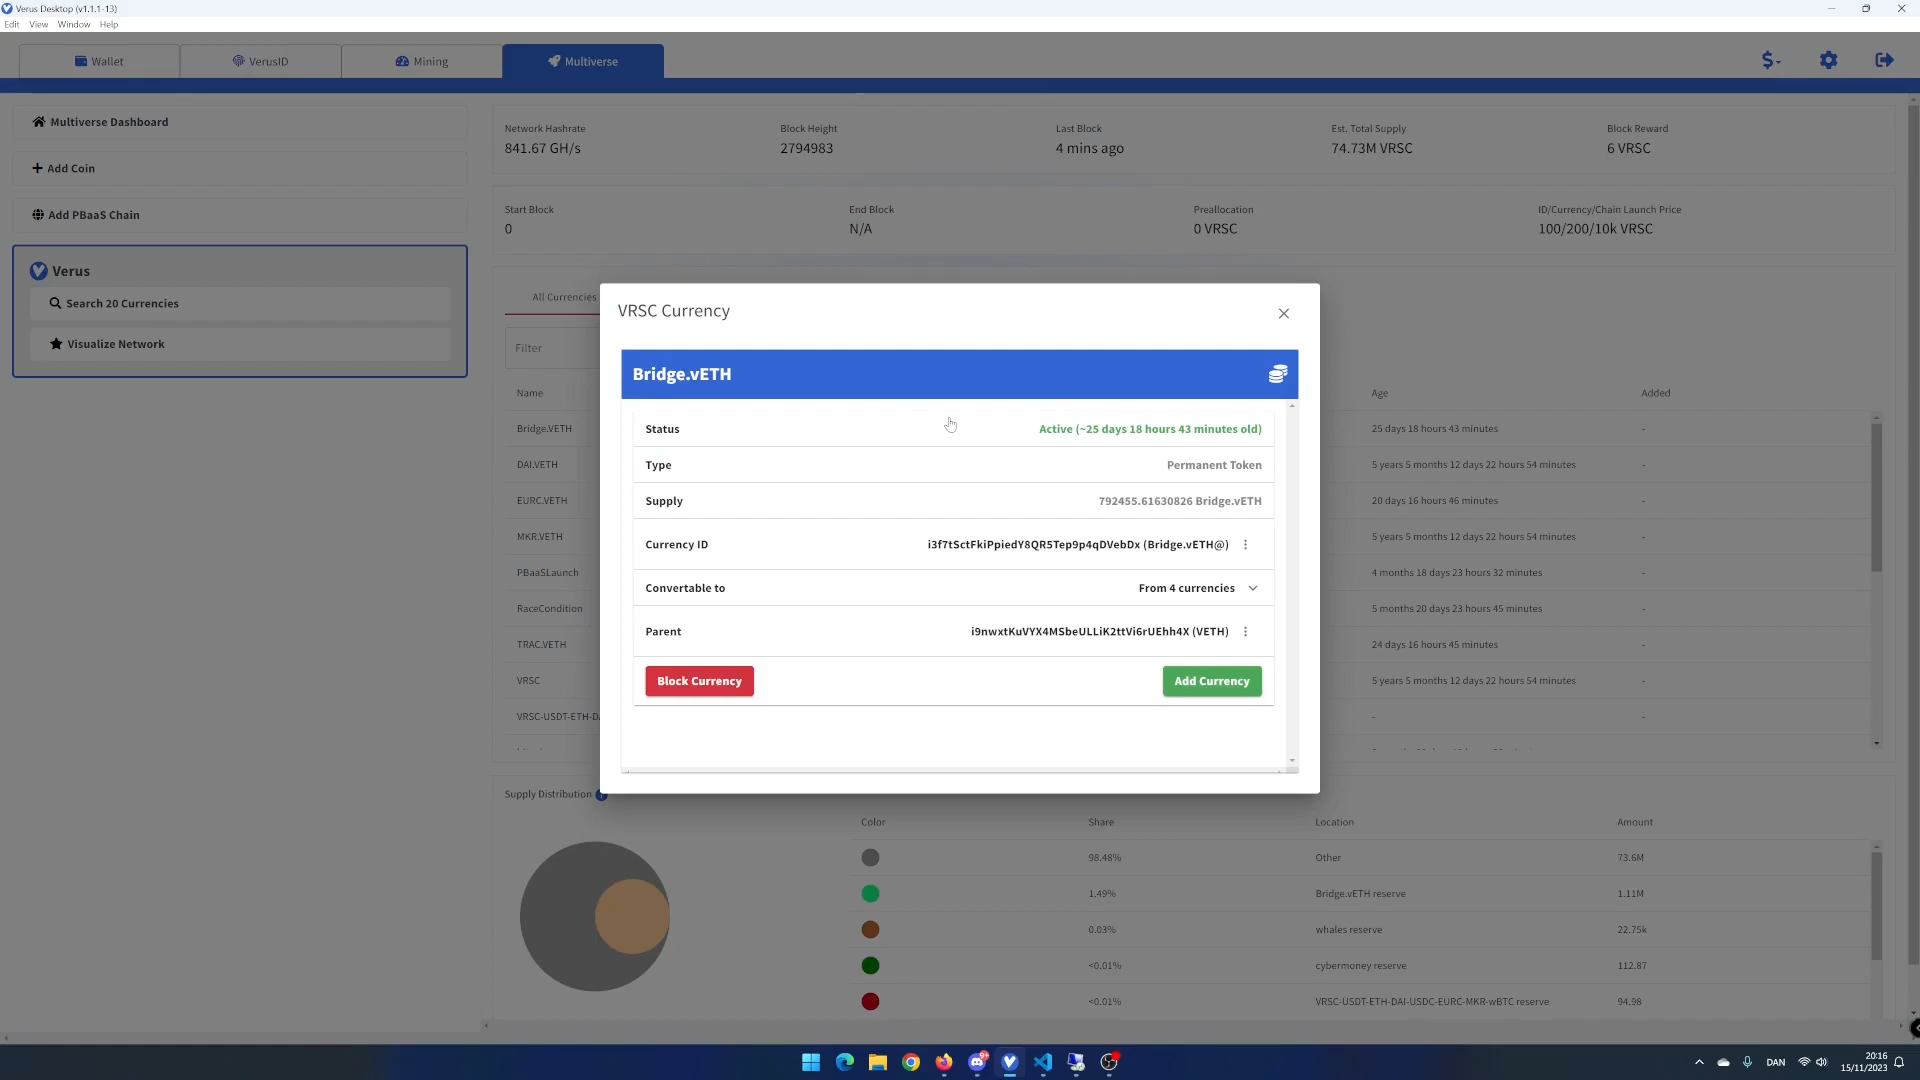 Verus Desktop (v1.1.1-13)
Edit View Window Help
Wallet VerusID Mining Multiverse
$
Multiverse Dashboard
Add Coin
Add PBaaS Chain
Verus
Search 20 Currencies
Visualize Network
Network Hashrate Block Height Last Block Est. Total Supply Block Reward
841.67 GH/s 2794983 4 mins ago 74.73M VRSC 6 VRSC
Start Block End Block Preallocation ID/Currency/Chain Launch Price
0 N/A 0 VRSC 100/200/10k VRSC
All Currencies
Filter
Name Age Added
Bridge.VETH 25 days 18 hours 43 minutes -
DAI.VETH 5 years 5 months 12 days 22 hours 54 minutes -
EURC.VETH 20 days 16 hours 46 minutes -
MKR.VETH 5 years 5 months 12 days 22 hours 54 minutes -
PBaaSLaunch 4 months 18 days 23 hours 32 minutes -
RaceCondition 5 months 20 days 23 hours 45 minutes -
TRAC.VETH 24 days 16 hours 45 minutes -
VRSC 5 years 5 months 12 days 22 hours 54 minutes -
VRSC-USDT-ETH-DA - -
VRSC Currency
Bridge.vETH
Status Active (~25 days 18 hours 43 minutes old)
Type Permanent Token
Supply 792455.61630826 Bridge.vETH
Currency ID i3f7tSctFkiPpiedY8QR5Tep9p4qDVebDx (Bridge.vETH@)
Convertable to From 4 currencies
Parent i9nwxtKuVYX4MSbeULLiK2ttVi6rUEhh4X (VETH)
Block Currency Add Currency
Supply Distribution
Color Share Location Amount
98.48% Other 73.6M
1.49% Bridge.vETH reserve 1.11M
0.03% whales reserve 22.75k
<0.01% cybermoney reserve 112.87
<0.01% VRSC-USDT-ETH-DAI-USDC-EURC-MKR-wBTC reserve 94.98
9+
DAN
20:16
15/11/2023